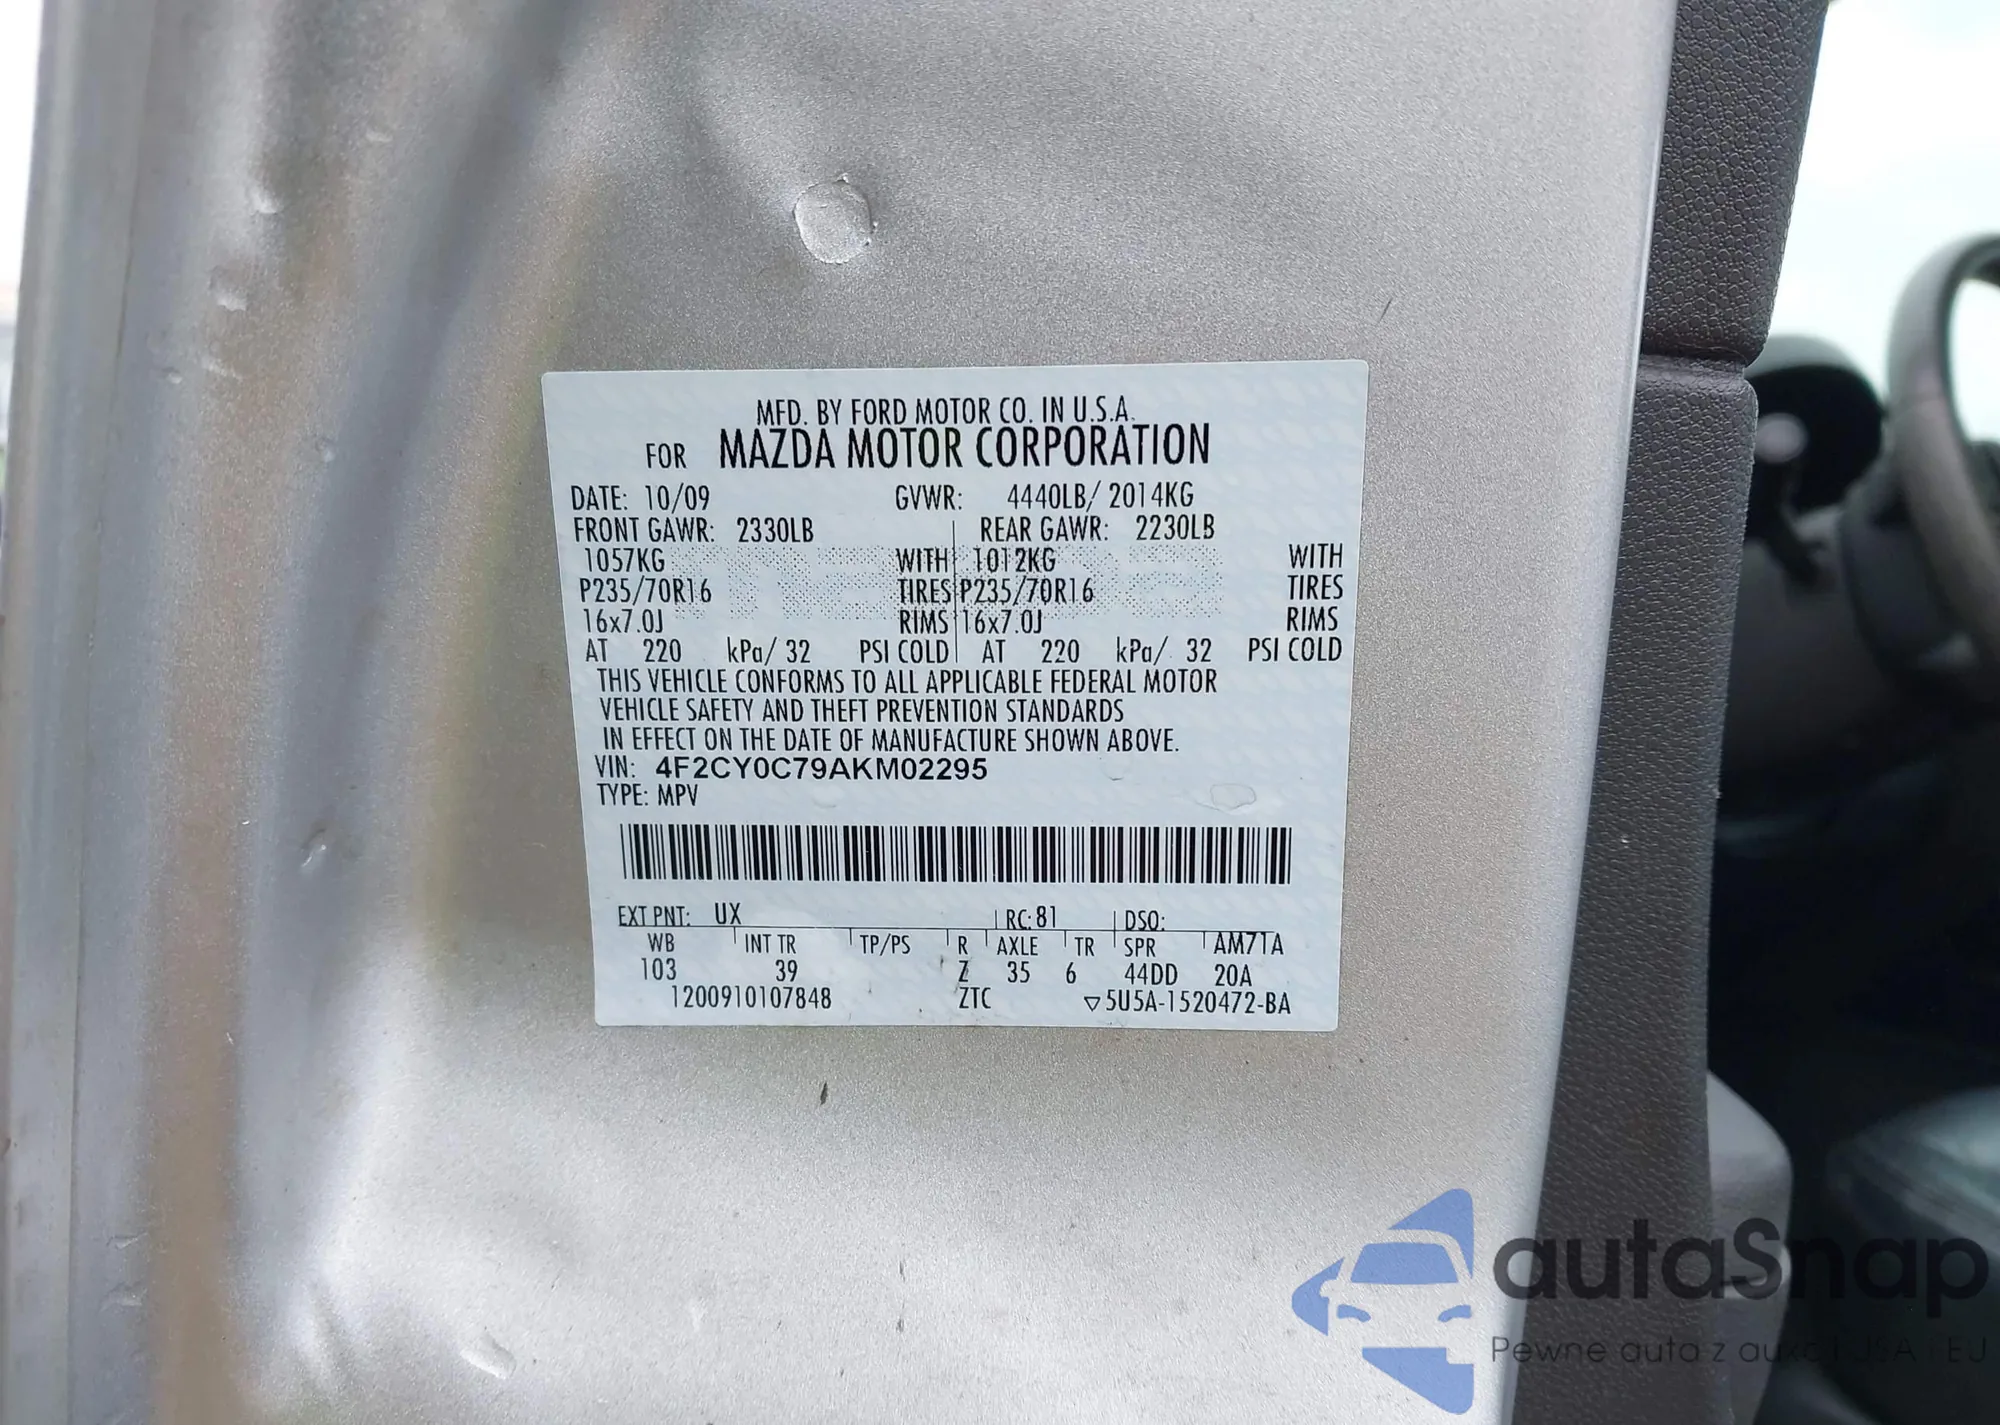 MFD. BY FORD MOTOR CO. IN U.S.A.
FOR MAZDA MOTOR CORPORATION
DATE: 10/09 GVWR: 4440LB/ 2014KG
FRONT GAWR: 2330LB REAR GAWR: 2230LB
1057KG WITH 1012KG WITH
P235/70R16 TIRES P235/70R16 TIRES
16x7.0J RIMS 16x7.0J RIMS
AT 220 kPa/ 32 PSI COLD AT 220 kPa/ 32 PSI COLD
THIS VEHICLE CONFORMS TO ALL APPLICABLE FEDERAL MOTOR
VEHICLE SAFETY AND THEFT PREVENTION STANDARDS
IN EFFECT ON THE DATE OF MANUFACTURE SHOWN ABOVE.
VIN: 4F2CY0C79AKM02295
TYPE: MPV
EXT PNT: UX RC: 81 DSO:
WB INT TR TP/PS R AXLE TR SPR AM71A
103 39 Z 35 6 44DD 20A
1200910107848 ZTC ▽5U5A-1520472-BA
autaSnap
Pewne auta z aukcji USA i EU